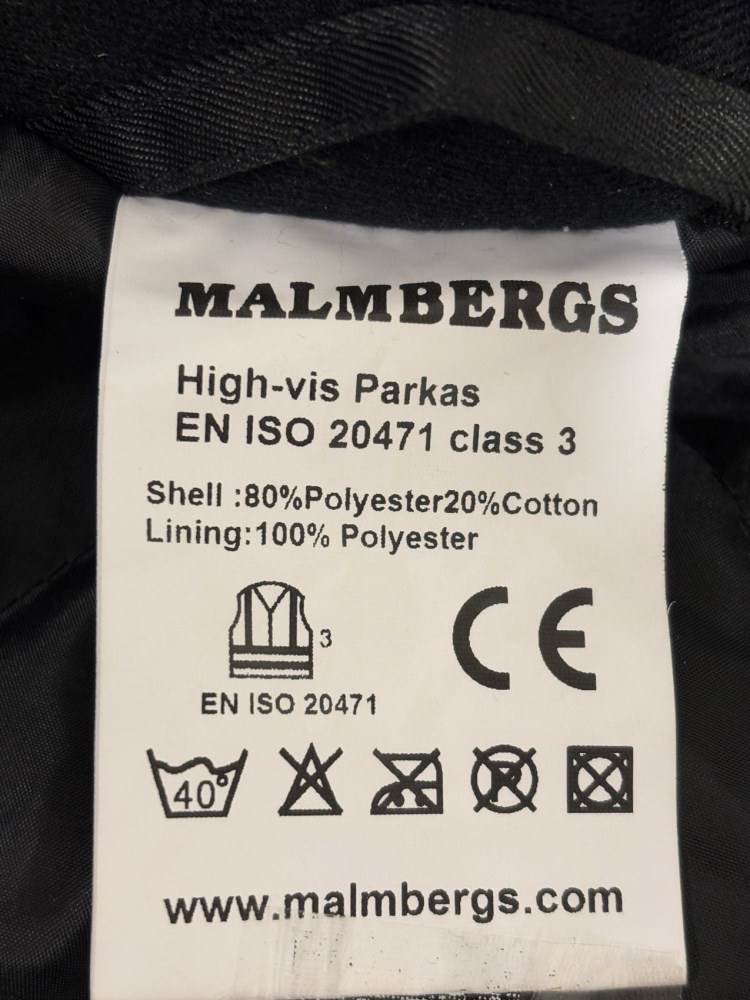 MALMBERGS
High-vis Parkas
EN ISO 20471 class 3
Shell :80%Polyester20%Cotton
Lining:100% Polyester
3
CE
EN ISO 20471
40°
P
www.malmbergs.com